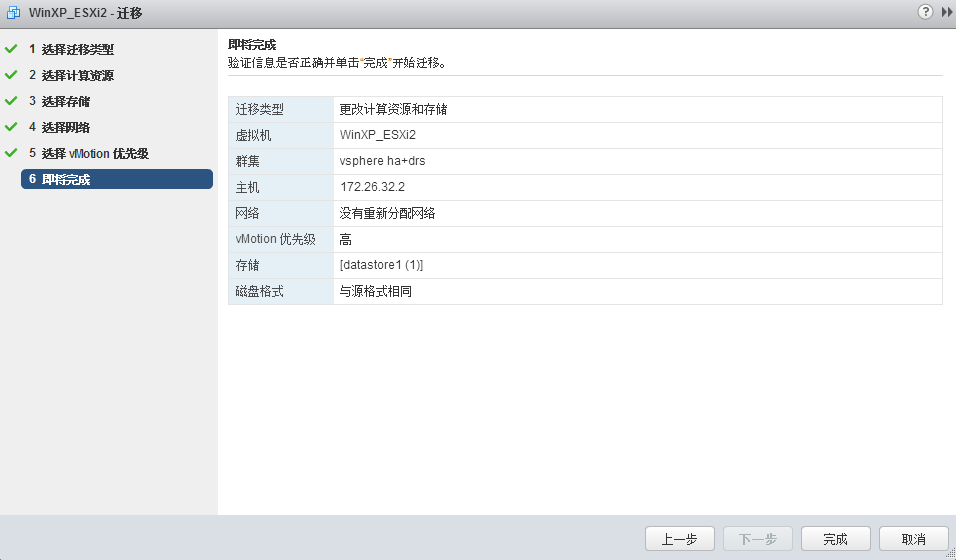 WinXP_ESXi2 - 迁移
1 选择迁移类型
2 选择计算资源
3 选择存储
4 选择网络
5 选择 vMotion 优先级
6 即将完成
即将完成
验证信息是否正确并单击“完成”开始迁移。
迁移类型 更改计算资源和存储
虚拟机 WinXP_ESXi2
群集 vsphere ha+drs
主机 172.26.32.2
网络 没有重新分配网络
vMotion 优先级 高
存储 [datastore1 (1)]
磁盘格式 与源格式相同
上一步 下一步 完成 取消